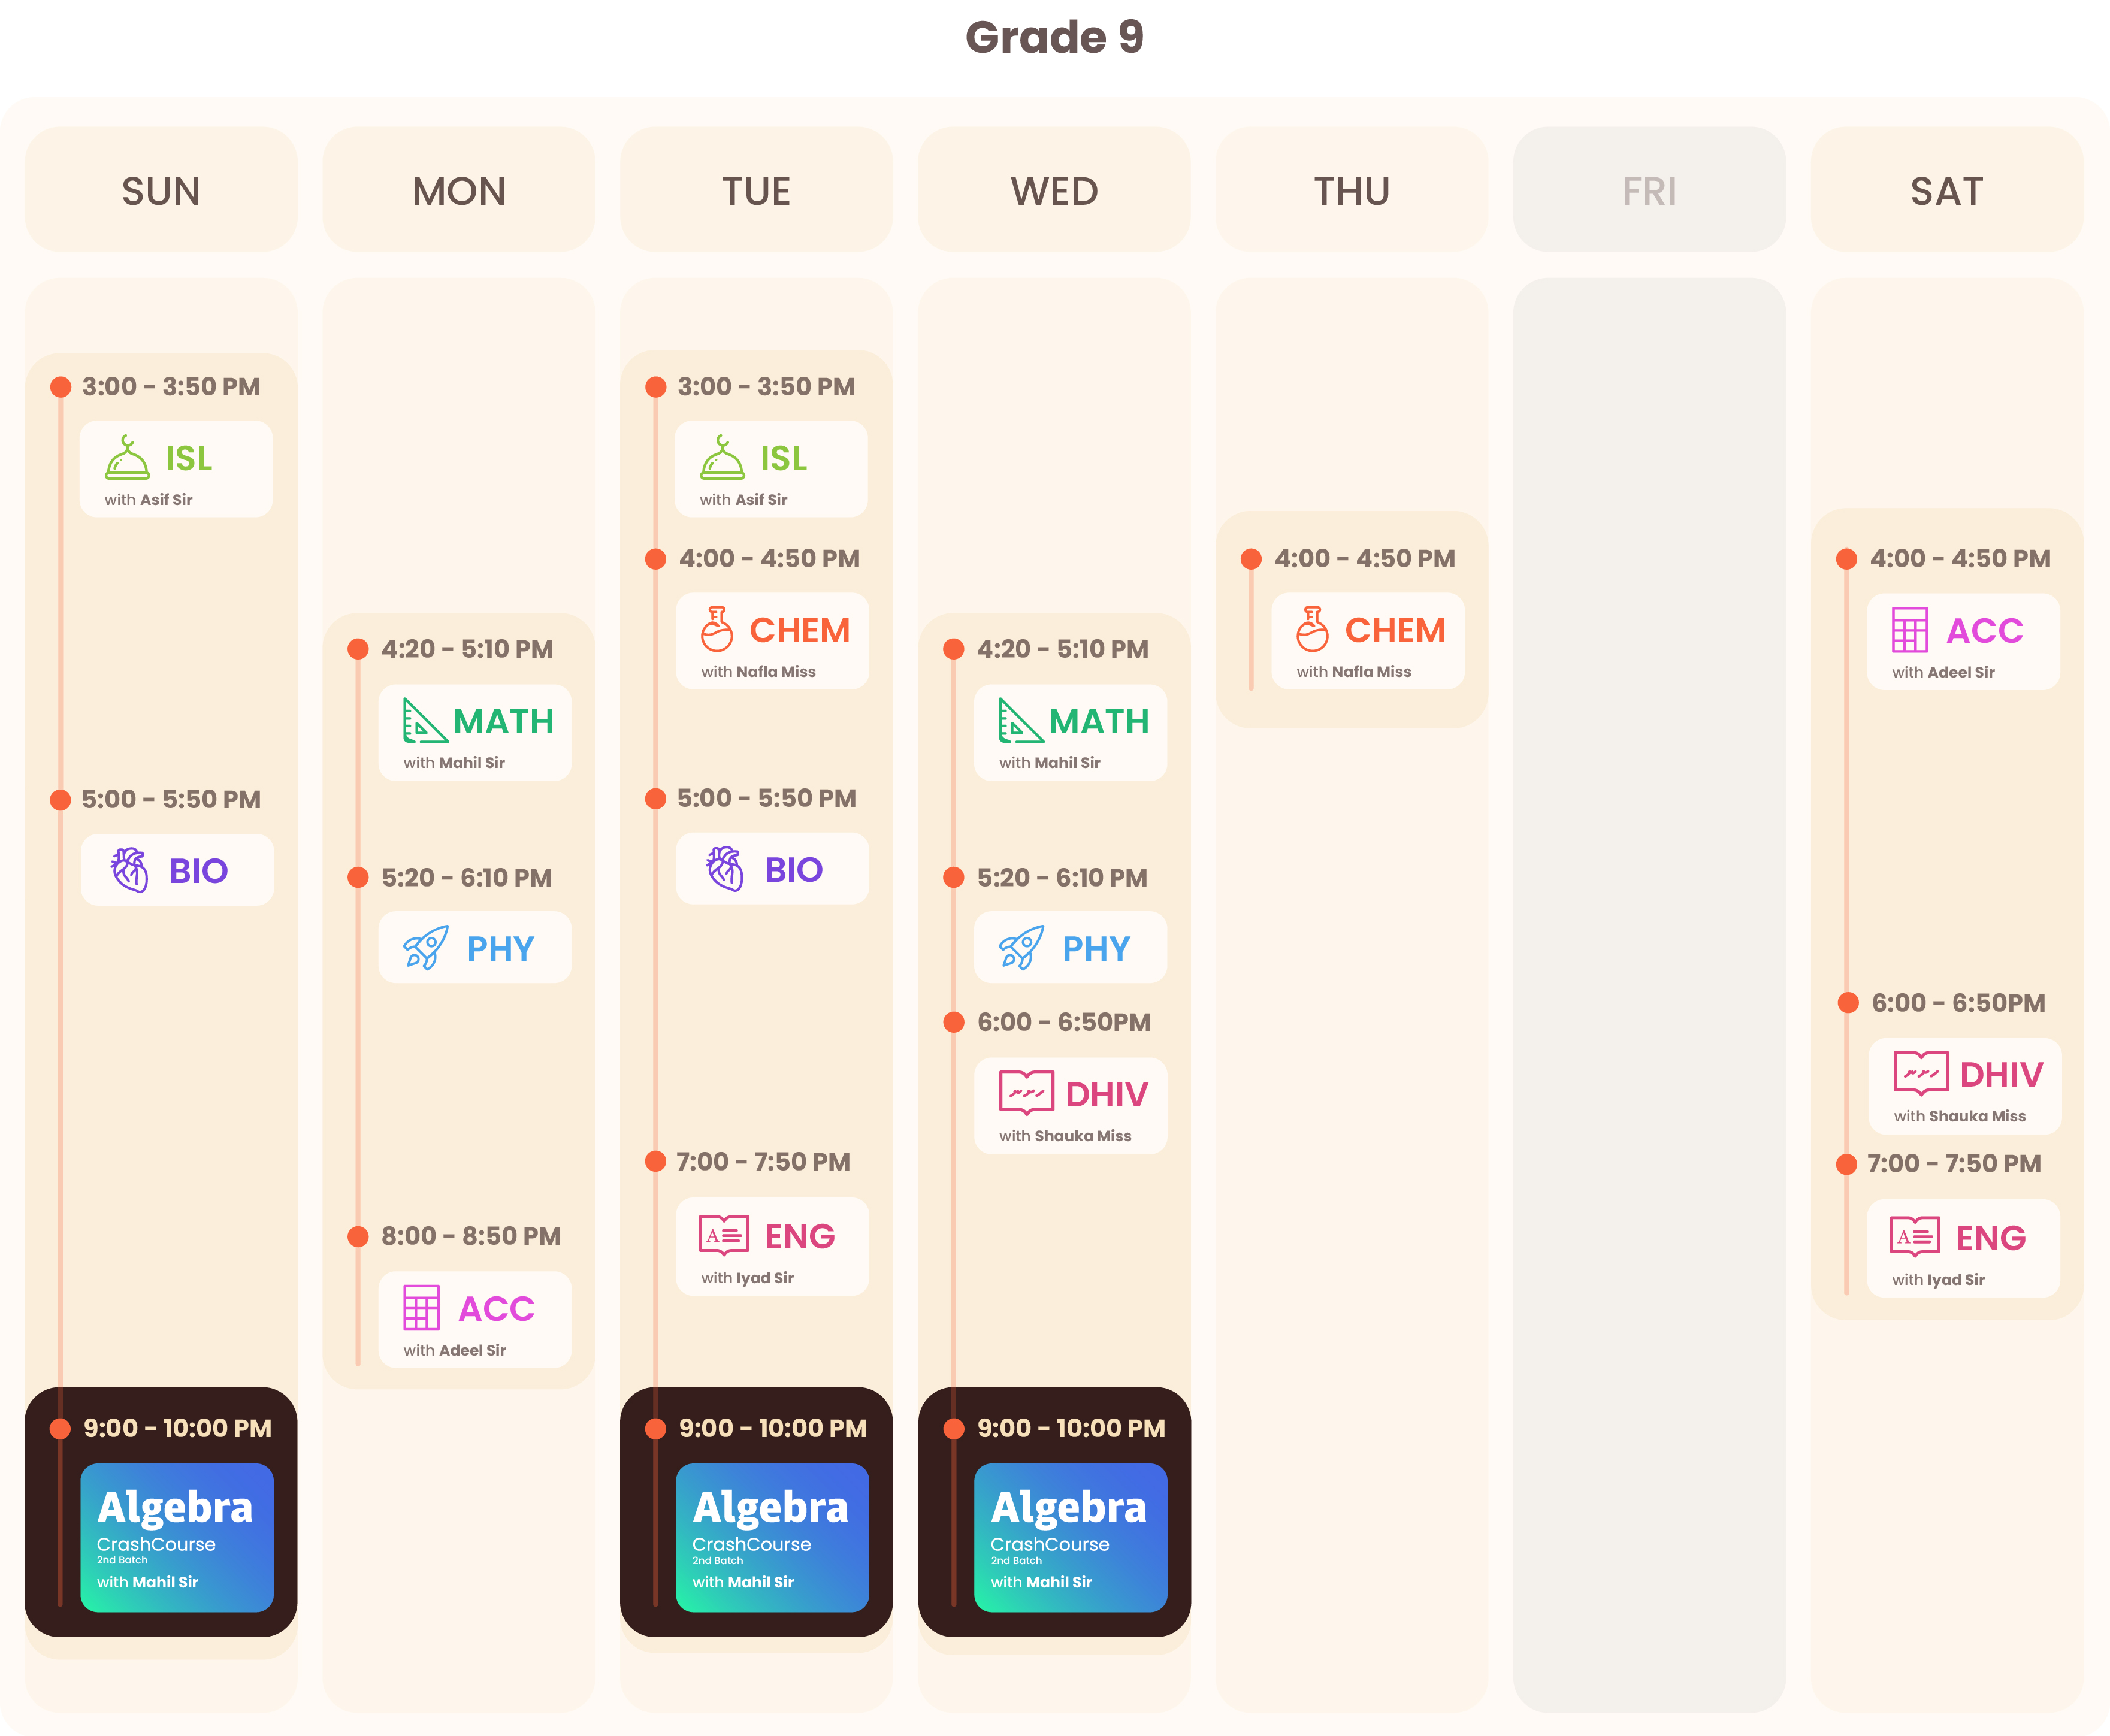 Grade 9
SUN
MON
TUE
WED
THU
FRI
SAT
3:00 - 3:50 PM
ISL
with Asif Sir
5:00 - 5:50 PM
BIO
9:00 - 10:00 PM
Algebra
CrashCourse
2nd Batch
with Mahil Sir
4:20 - 5:10 PM
MATH
with Mahil Sir
5:20 - 6:10 PM
PHY
8:00 - 8:50 PM
ACC
with Adeel Sir
3:00 - 3:50 PM
ISL
with Asif Sir
4:00 - 4:50 PM
CHEM
with Nafla Miss
5:00 - 5:50 PM
BIO
7:00 - 7:50 PM
A
ENG
with Iyad Sir
9:00 - 10:00 PM
Algebra
CrashCourse
2nd Batch
with Mahil Sir
4:20 - 5:10 PM
MATH
with Mahil Sir
5:20 - 6:10 PM
PHY
6:00 - 6:50PM
DHIV
with Shauka Miss
9:00 - 10:00 PM
Algebra
CrashCourse
2nd Batch
with Mahil Sir
4:00 - 4:50 PM
CHEM
with Nafla Miss
4:00 - 4:50 PM
ACC
with Adeel Sir
6:00 - 6:50PM
DHIV
with Shauka Miss
7:00 - 7:50 PM
A
ENG
with Iyad Sir